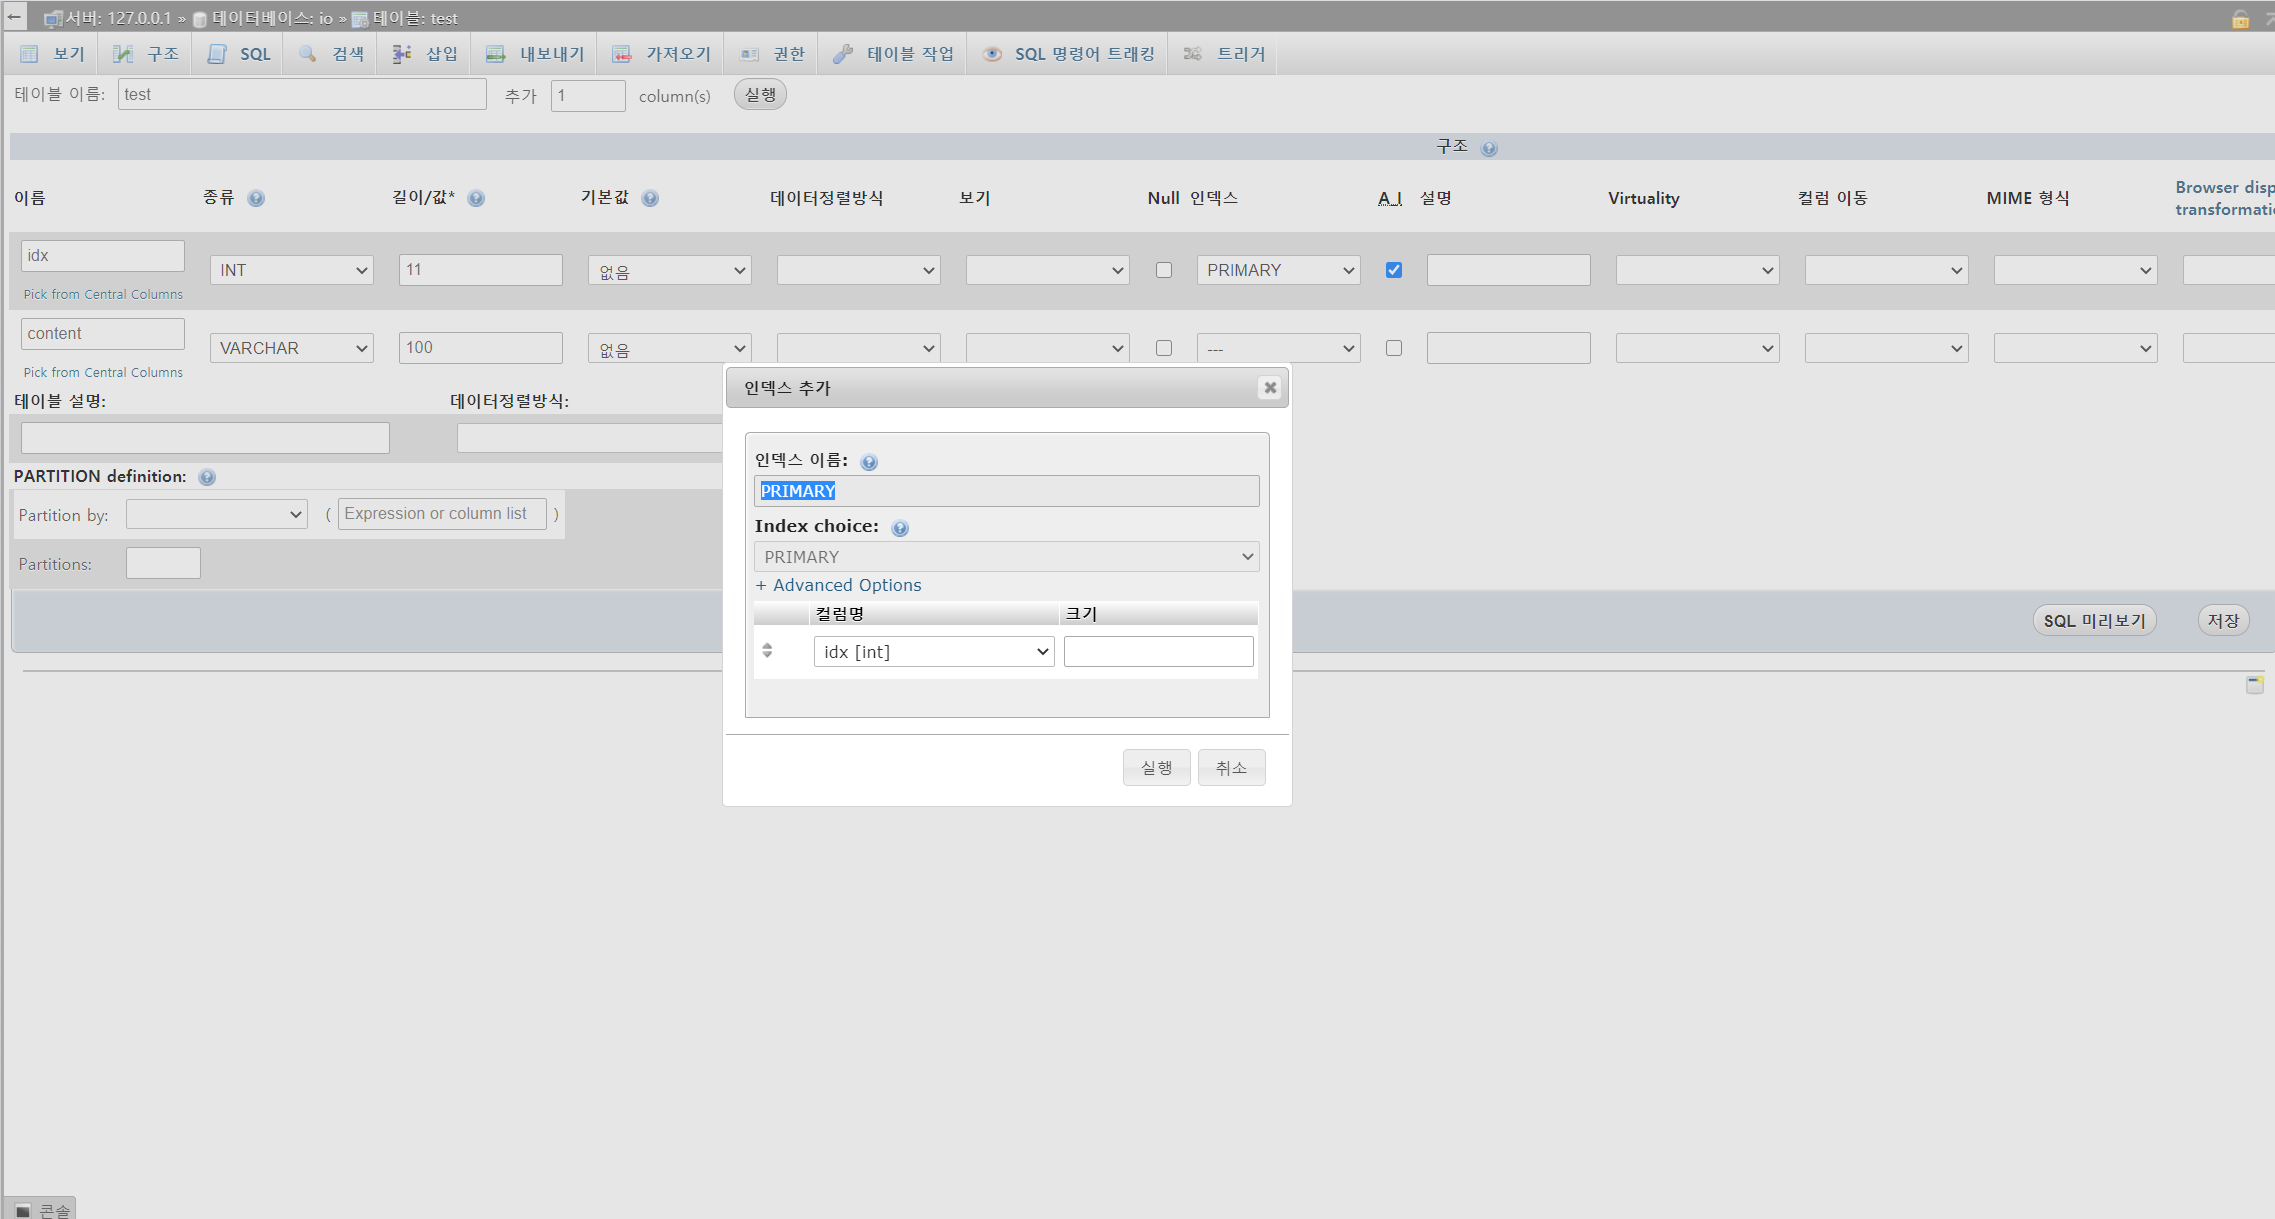 서버: 127.0.0.1 » 데이터베이스: io » 테이블: test
보기 구조 SQL 검색 삽입 내보내기 가져오기 권한 테이블 작업 SQL 명령어 트래킹 트리거
테이블 이름: test 추가 1 column(s) 실행
구조
이름 종류 길이/값* 기본값 데이터정렬방식 보기 Null 인덱스 A_I 설명 Virtuality 컬럼 이동 MIME 형식 Browser disp
transformatio
idx INT 11 없음 PRIMARY
Pick from Central Columns
content VARCHAR 100 없음 ---
Pick from Central Columns
테이블 설명: 데이터정렬방식:
PARTITION definition:
Partition by: ( Expression or column list )
Partitions:
SQL 미리보기 저장
인덱스 추가
인덱스 이름:
PRIMARY
Index choice:
PRIMARY
+ Advanced Options
컬럼명 크기
idx [int]
실행 취소
콘솔